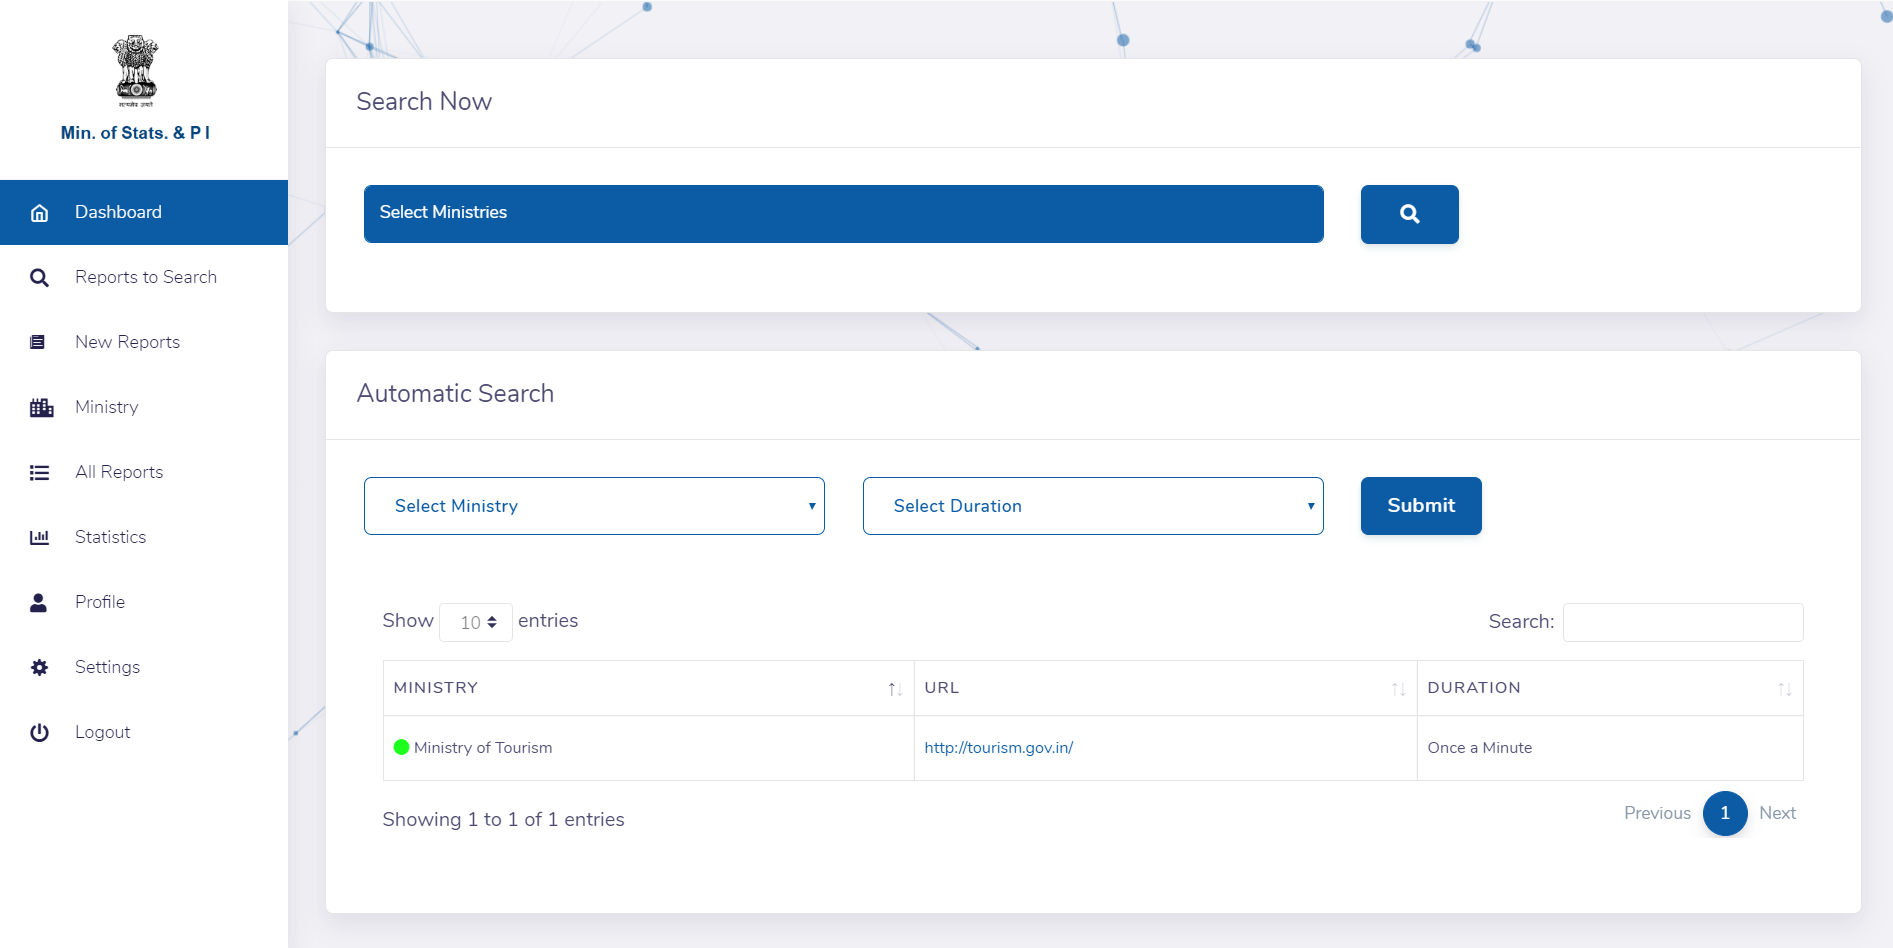 सत्यमेव जयते
Min. of Stats. & P I
Dashboard
Reports to Search
New Reports
Ministry
All Reports
Statistics
Profile
Settings
Logout
Search Now
Select Ministries
Automatic Search
Select Ministry
Select Duration
Submit
Show 10 entries
Search:
MINISTRY URL DURATION
Ministry of Tourism http://tourism.gov.in/ Once a Minute
Showing 1 to 1 of 1 entries
Previous 1 Next